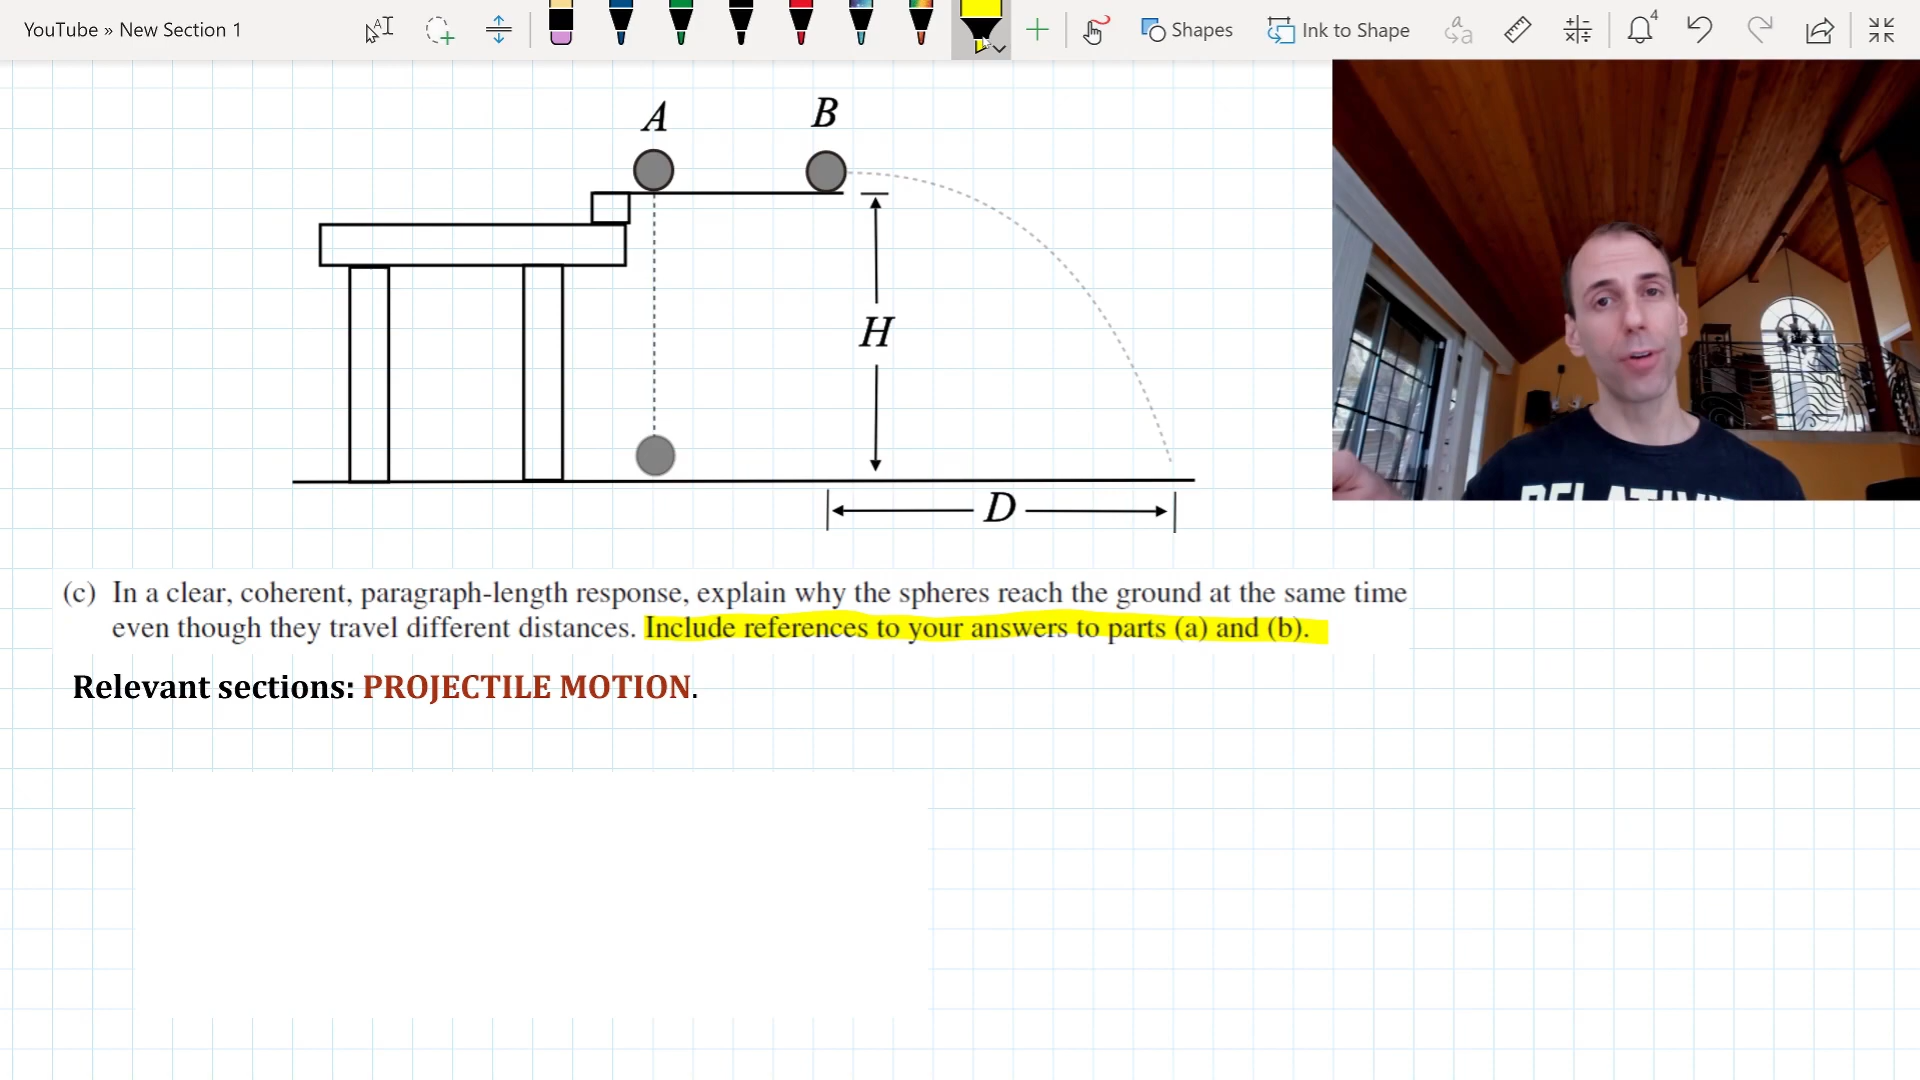 YouTube » New Section 1
Shapes
Ink to Shape
4
A
B
H
D
(c) In a clear, coherent, paragraph-length response, explain why the spheres reach the ground at the same time
even though they travel different distances. Include references to your answers to parts (a) and (b).
Relevant sections: PROJECTILE MOTION.